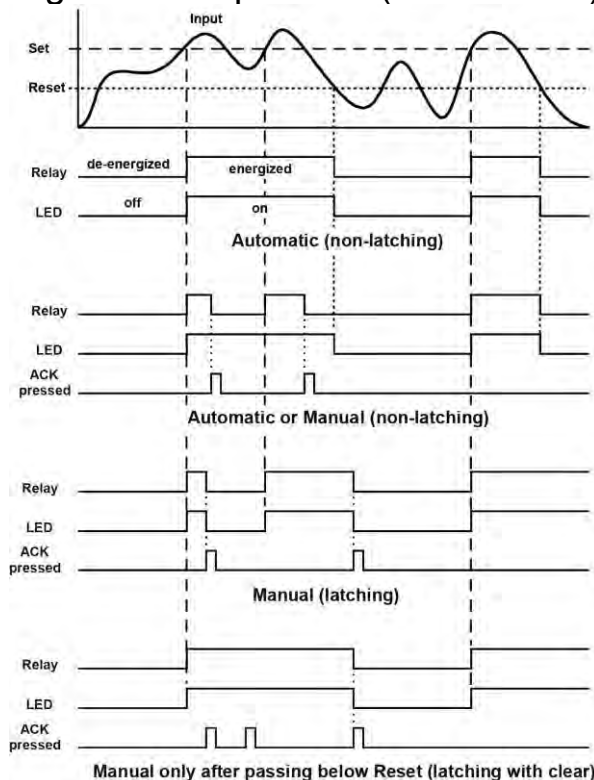 Input
Set
Reset
de-energized
energized
Relay
off
on
LED
Automatic (non-latching)
Relay
LED
ACK
pressed
Automatic or Manual (non-latching)
Relay
LED
ACK
pressed
Manual (latching)
Relay
LED
ACK
pressed
Manual only after passing below Reset (latching with clear)